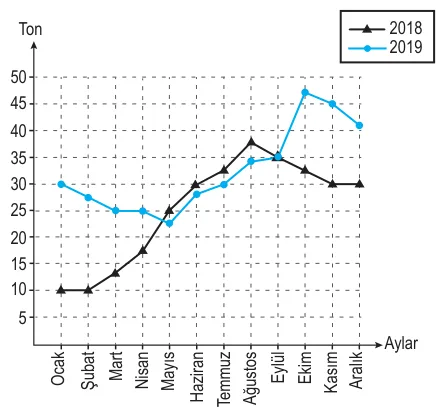 Ton
2018
2019
50
45
40
35
30
25
20
15
10
5
Aylar
Ocak
Şubat
Mart
Nisan
Mayıs
Haziran
Temmuz
Ağustos
Eylül
Ekim
Kasım
Aralık